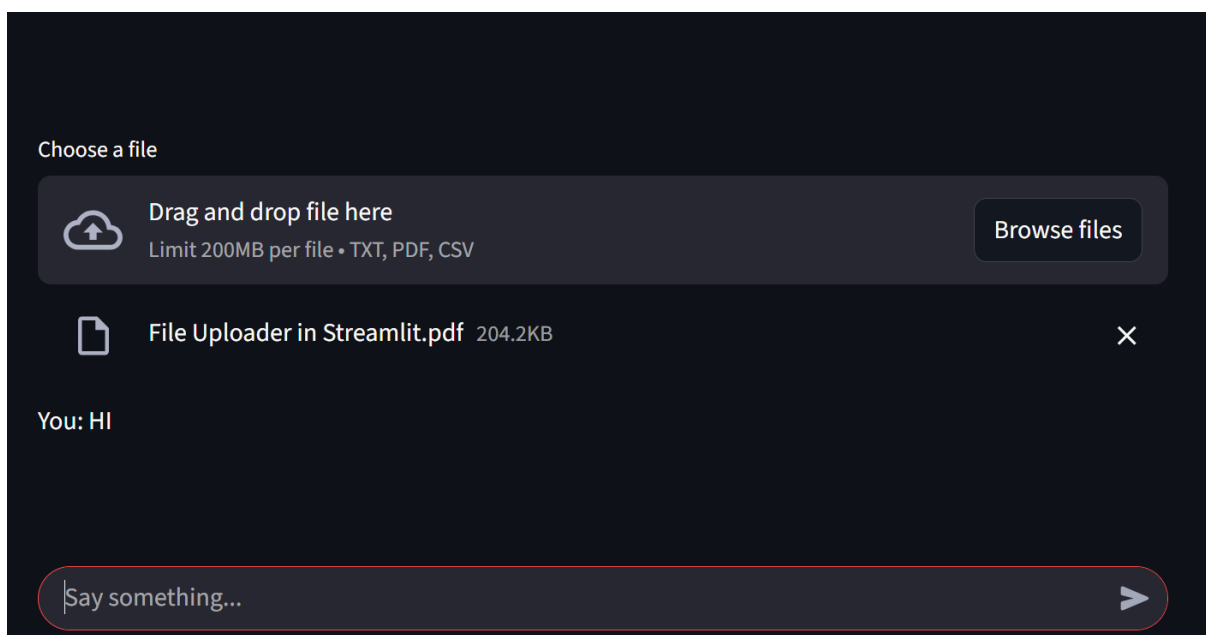 Choose a file
Drag and drop file here
Limit 200MB per file • TXT, PDF, CSV
Browse files
File Uploader in Streamlit.pdf 204.2KB
You: HI
Say something...